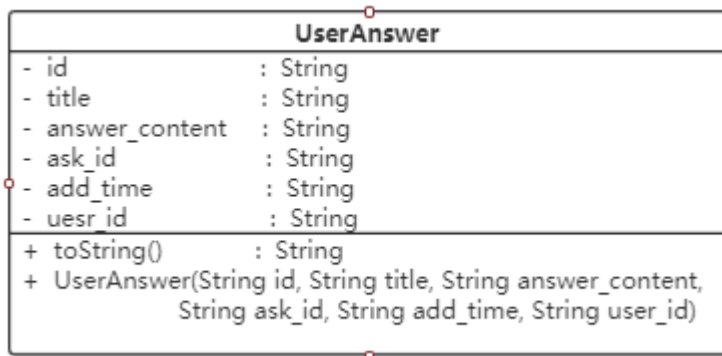 UserAnswer
- id : String
- title : String
- answer_content : String
- ask_id : String
- add_time : String
- uesr_id : String
+ toString() : String
+ UserAnswer(String id, String title, String answer_content,
String ask_id, String add_time, String user_id)